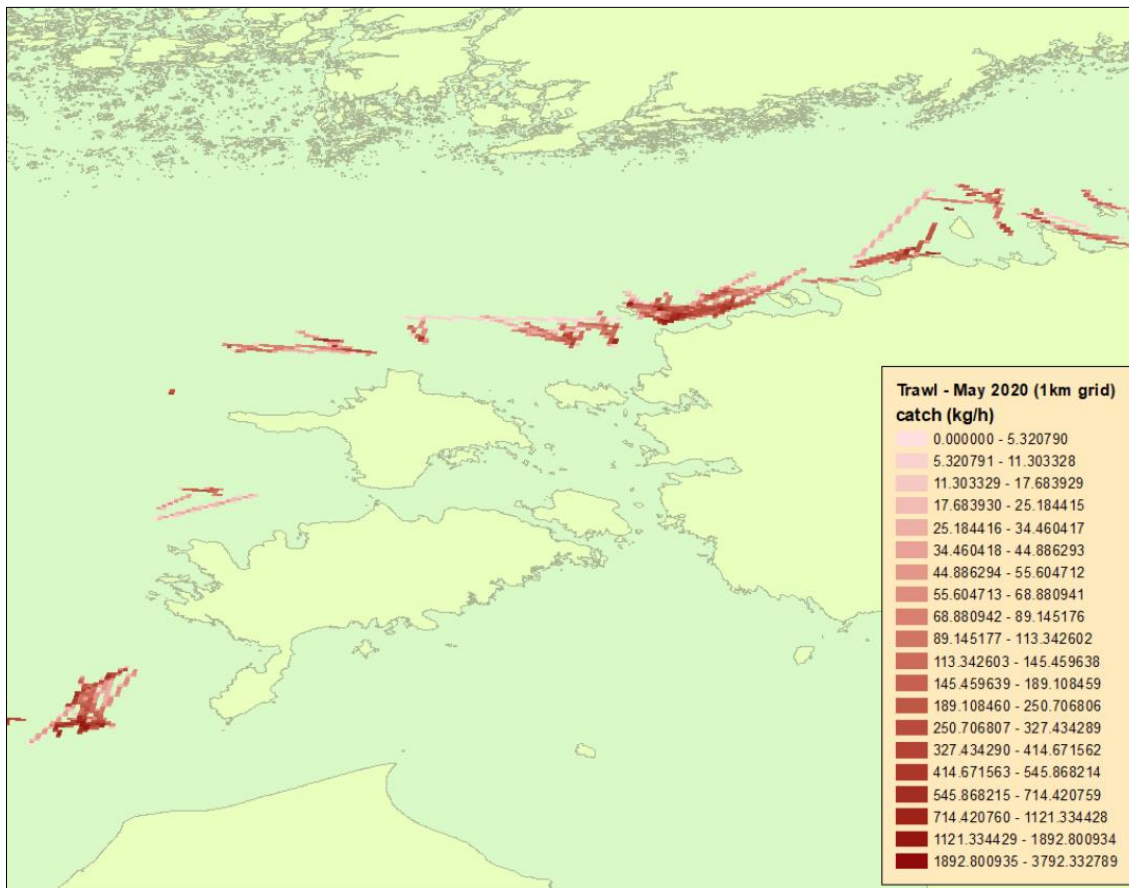 Trawl - May 2020 (1km grid)
catch (kg/h)
0.000000 - 5.320790
5.320791 - 11.303328
11.303329 - 17.683929
17.683930 - 25.184415
25.184416 - 34.460417
34.460418 - 44.886293
44.886294 - 55.604712
55.604713 - 68.880941
68.880942 - 89.145176
89.145177 - 113.342602
113.342603 - 145.459638
145.459639 - 189.108459
189.108460 - 250.706806
250.706807 - 327.434289
327.434290 - 414.671562
414.671563 - 545.868214
545.868215 - 714.420759
714.420760 - 1121.334428
1121.334429 - 1892.800934
1892.800935 - 3792.332789